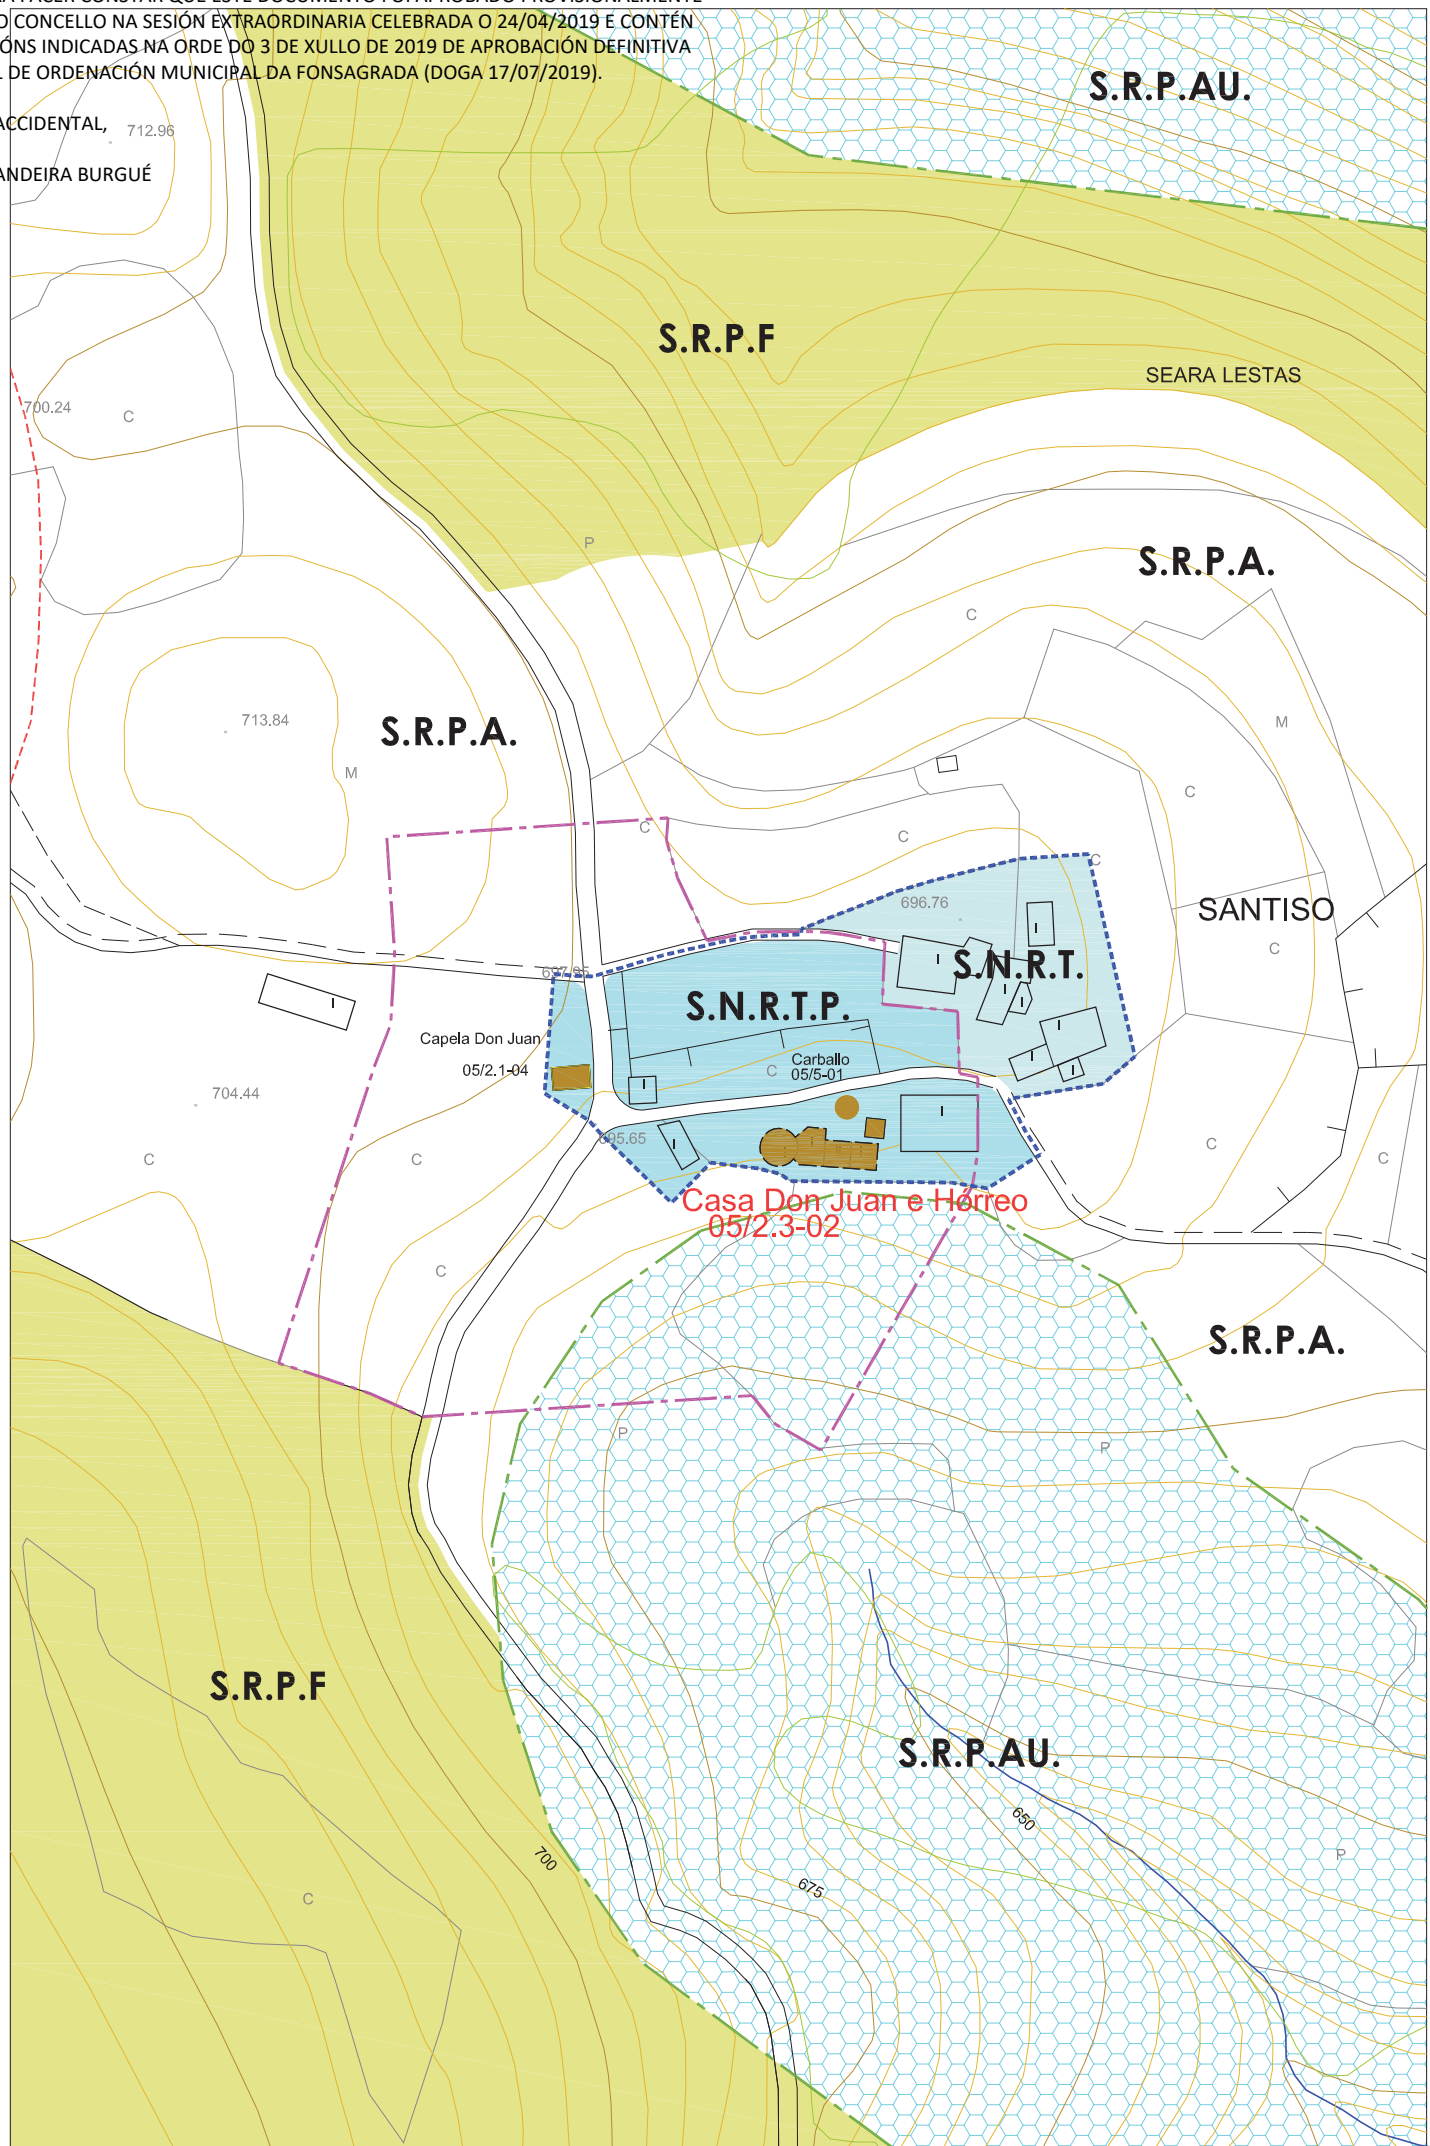 O CONCELLO NA SESIÓN EXTRAORDINARIA CELEBRADA O 24/04/2019 E CONTÉN
ÓNS INDICADAS NA ORDE DO 3 DE XULLO DE 2019 DE APROBACIÓN DEFINITIVA
L DE ORDENACIÓN MUNICIPAL DA FONSAGRADA (DOGA 17/07/2019).
ACCIDENTAL,
ANDEIRA BURGUÉ
712.96
S.R.P.AU.
S.R.P.F
SEARA LESTAS
700.24
C
P
S.R.P.A.
C
713.84
S.R.P.A.
M
M
C
C
C
C
696.76
SANTISO
C
I
I
S.N.R.T.
I
I
I
I
I
697.95
S.N.R.T.P.
I
Capela Don Juan
05/2.1-04
Carballo
05/5-01
C
I
I
704.44
695.65
I
C
C
C
C
Casa Don Juan e Hórreo
05/2.3-02
C
S.R.P.A.
P
P
S.R.P.F
S.R.P.AU.
650
700
675
P
C